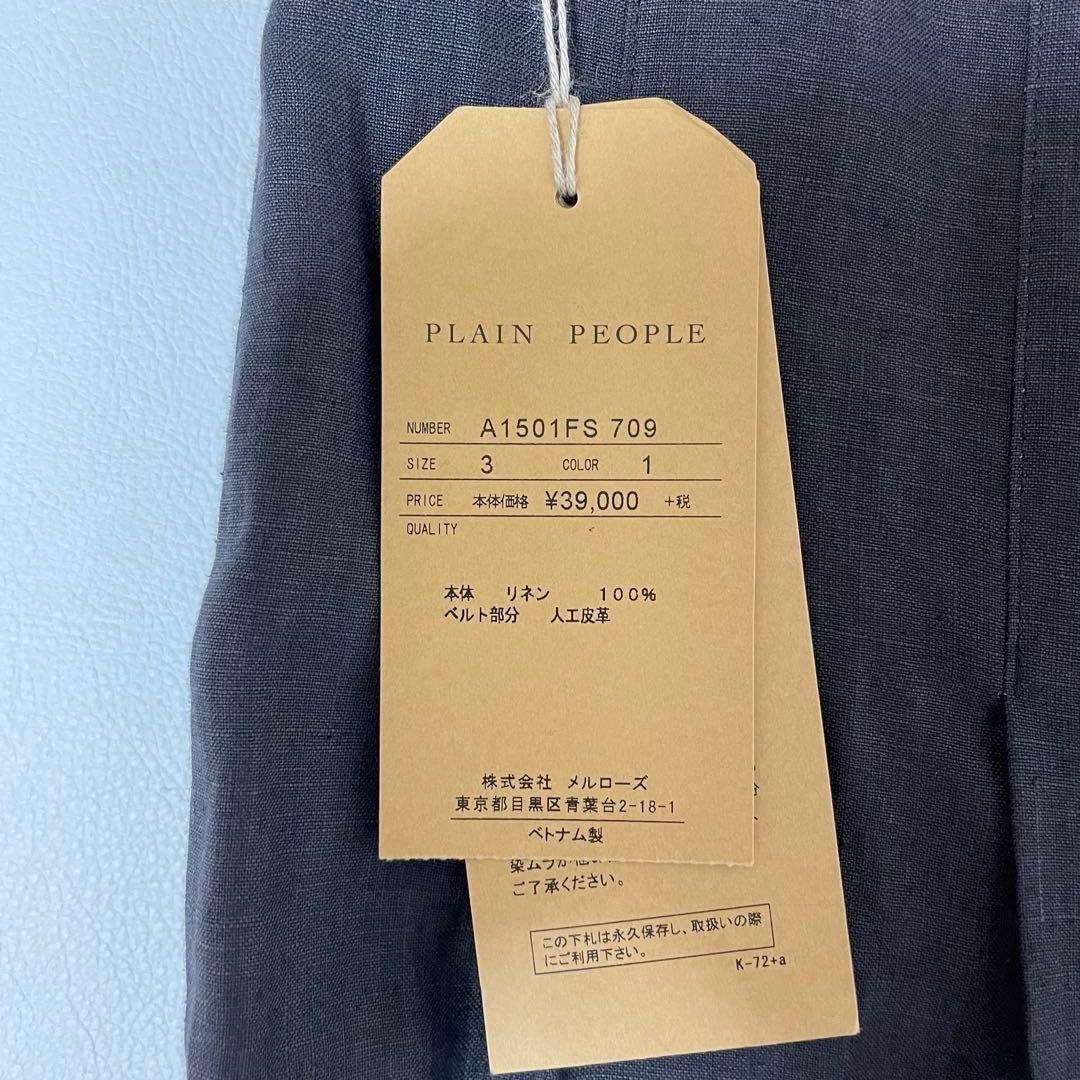 PLAIN PEOPLE
NUMBER A1501FS 709
SIZE 3 COLOR 1
PRICE 本体価格 ¥39,000 +税
QUALITY
本体 リネン 100%
ベルト部分 人工皮革
株式会社 メルローズ
東京都目黒区青葉台2-18-1
ベトナム製
染ムラが
ご了承ください。
この下札は永久保存し、取扱いの際
にご利用下さい。
K-72+a